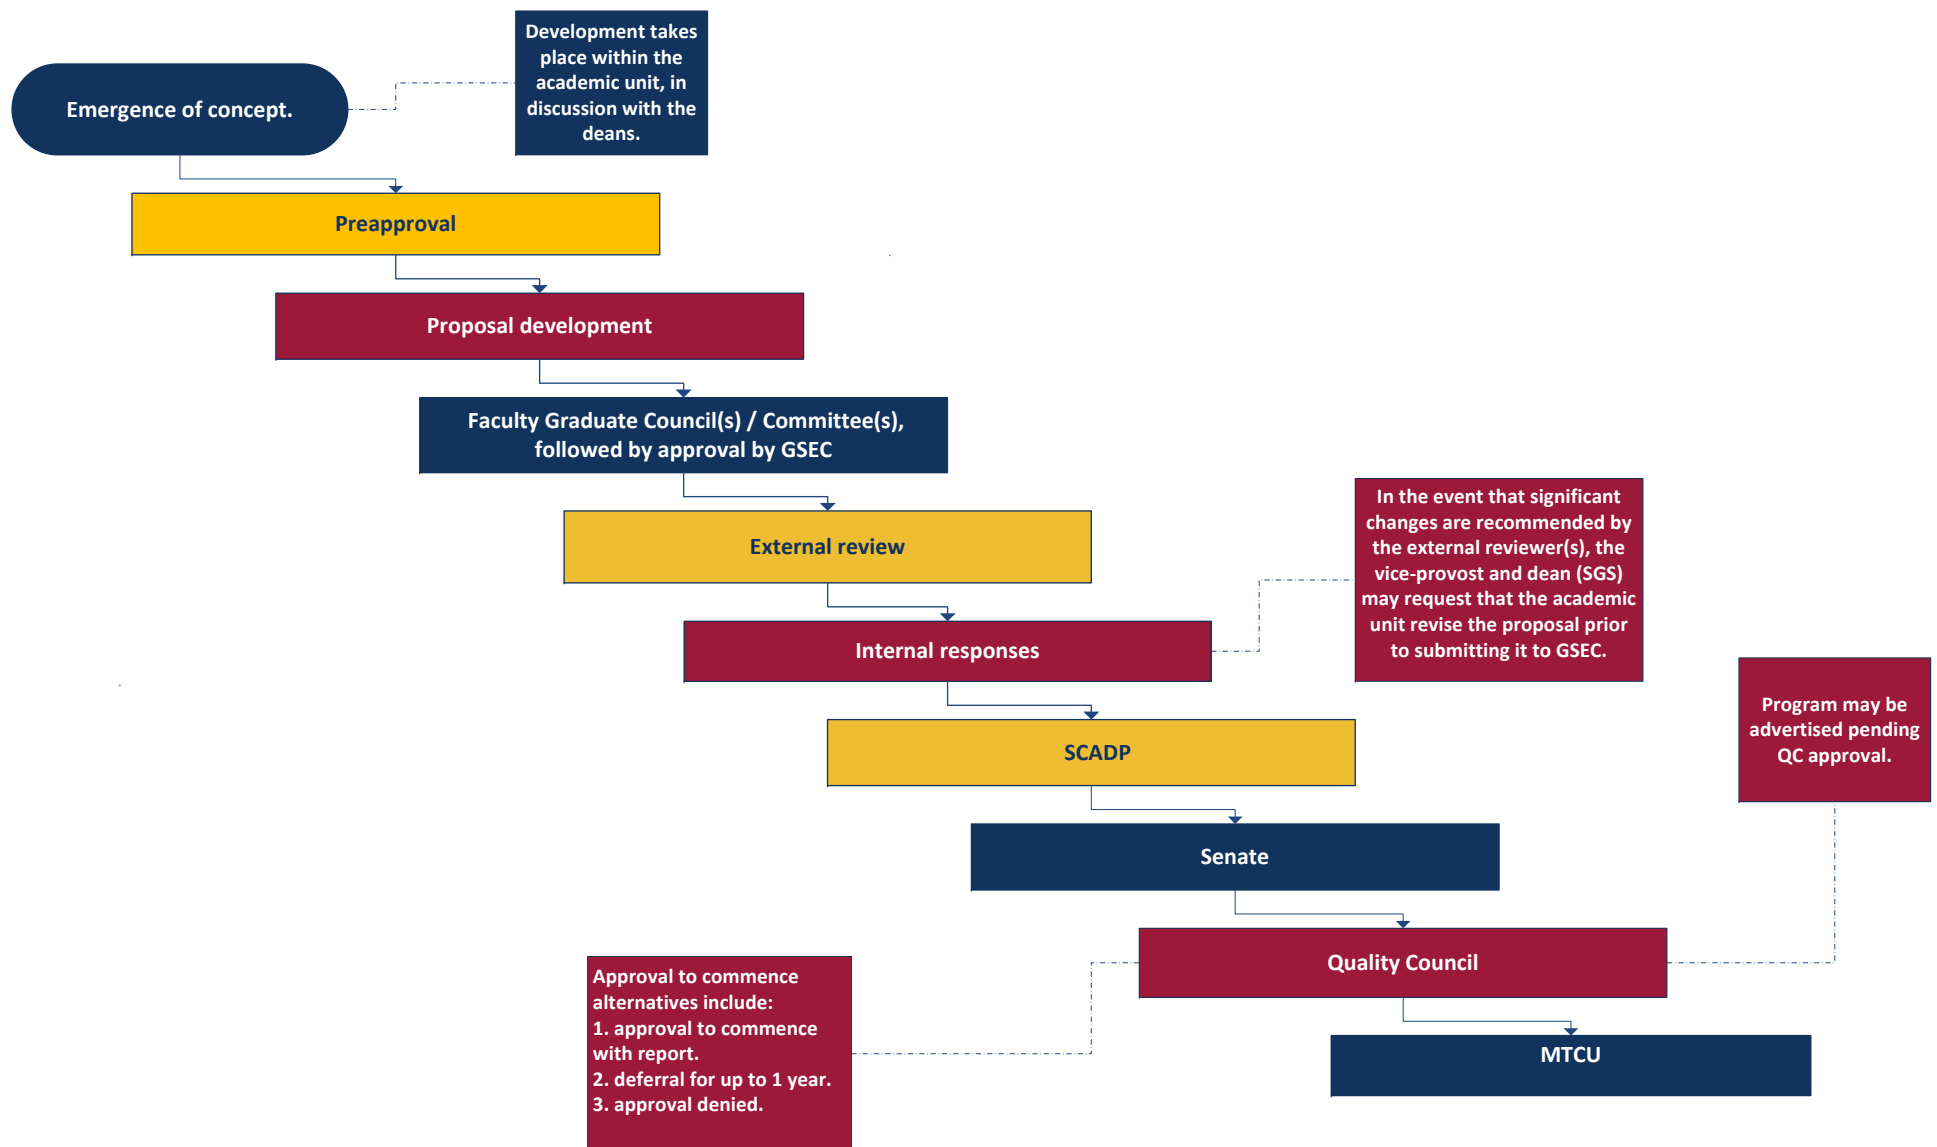 Development takes
place within the
academic unit, in
discussion with the
deans.
Emergence of concept.
Preapproval
Proposal development
Faculty Graduate Council(s) / Committee(s),
followed by approval by GSEC
External review
In the event that significant
changes are recommended by
the external reviewer(s), the
vice-provost and dean (SGS)
may request that the academic
unit revise the proposal prior
to submitting it to GSEC.
Internal responses
SCADP
Program may be
advertised pending
QC approval.
Senate
Quality Council
Approval to commence
alternatives include:
1. approval to commence
with report.
2. deferral for up to 1 year.
3. approval denied.
MTCU